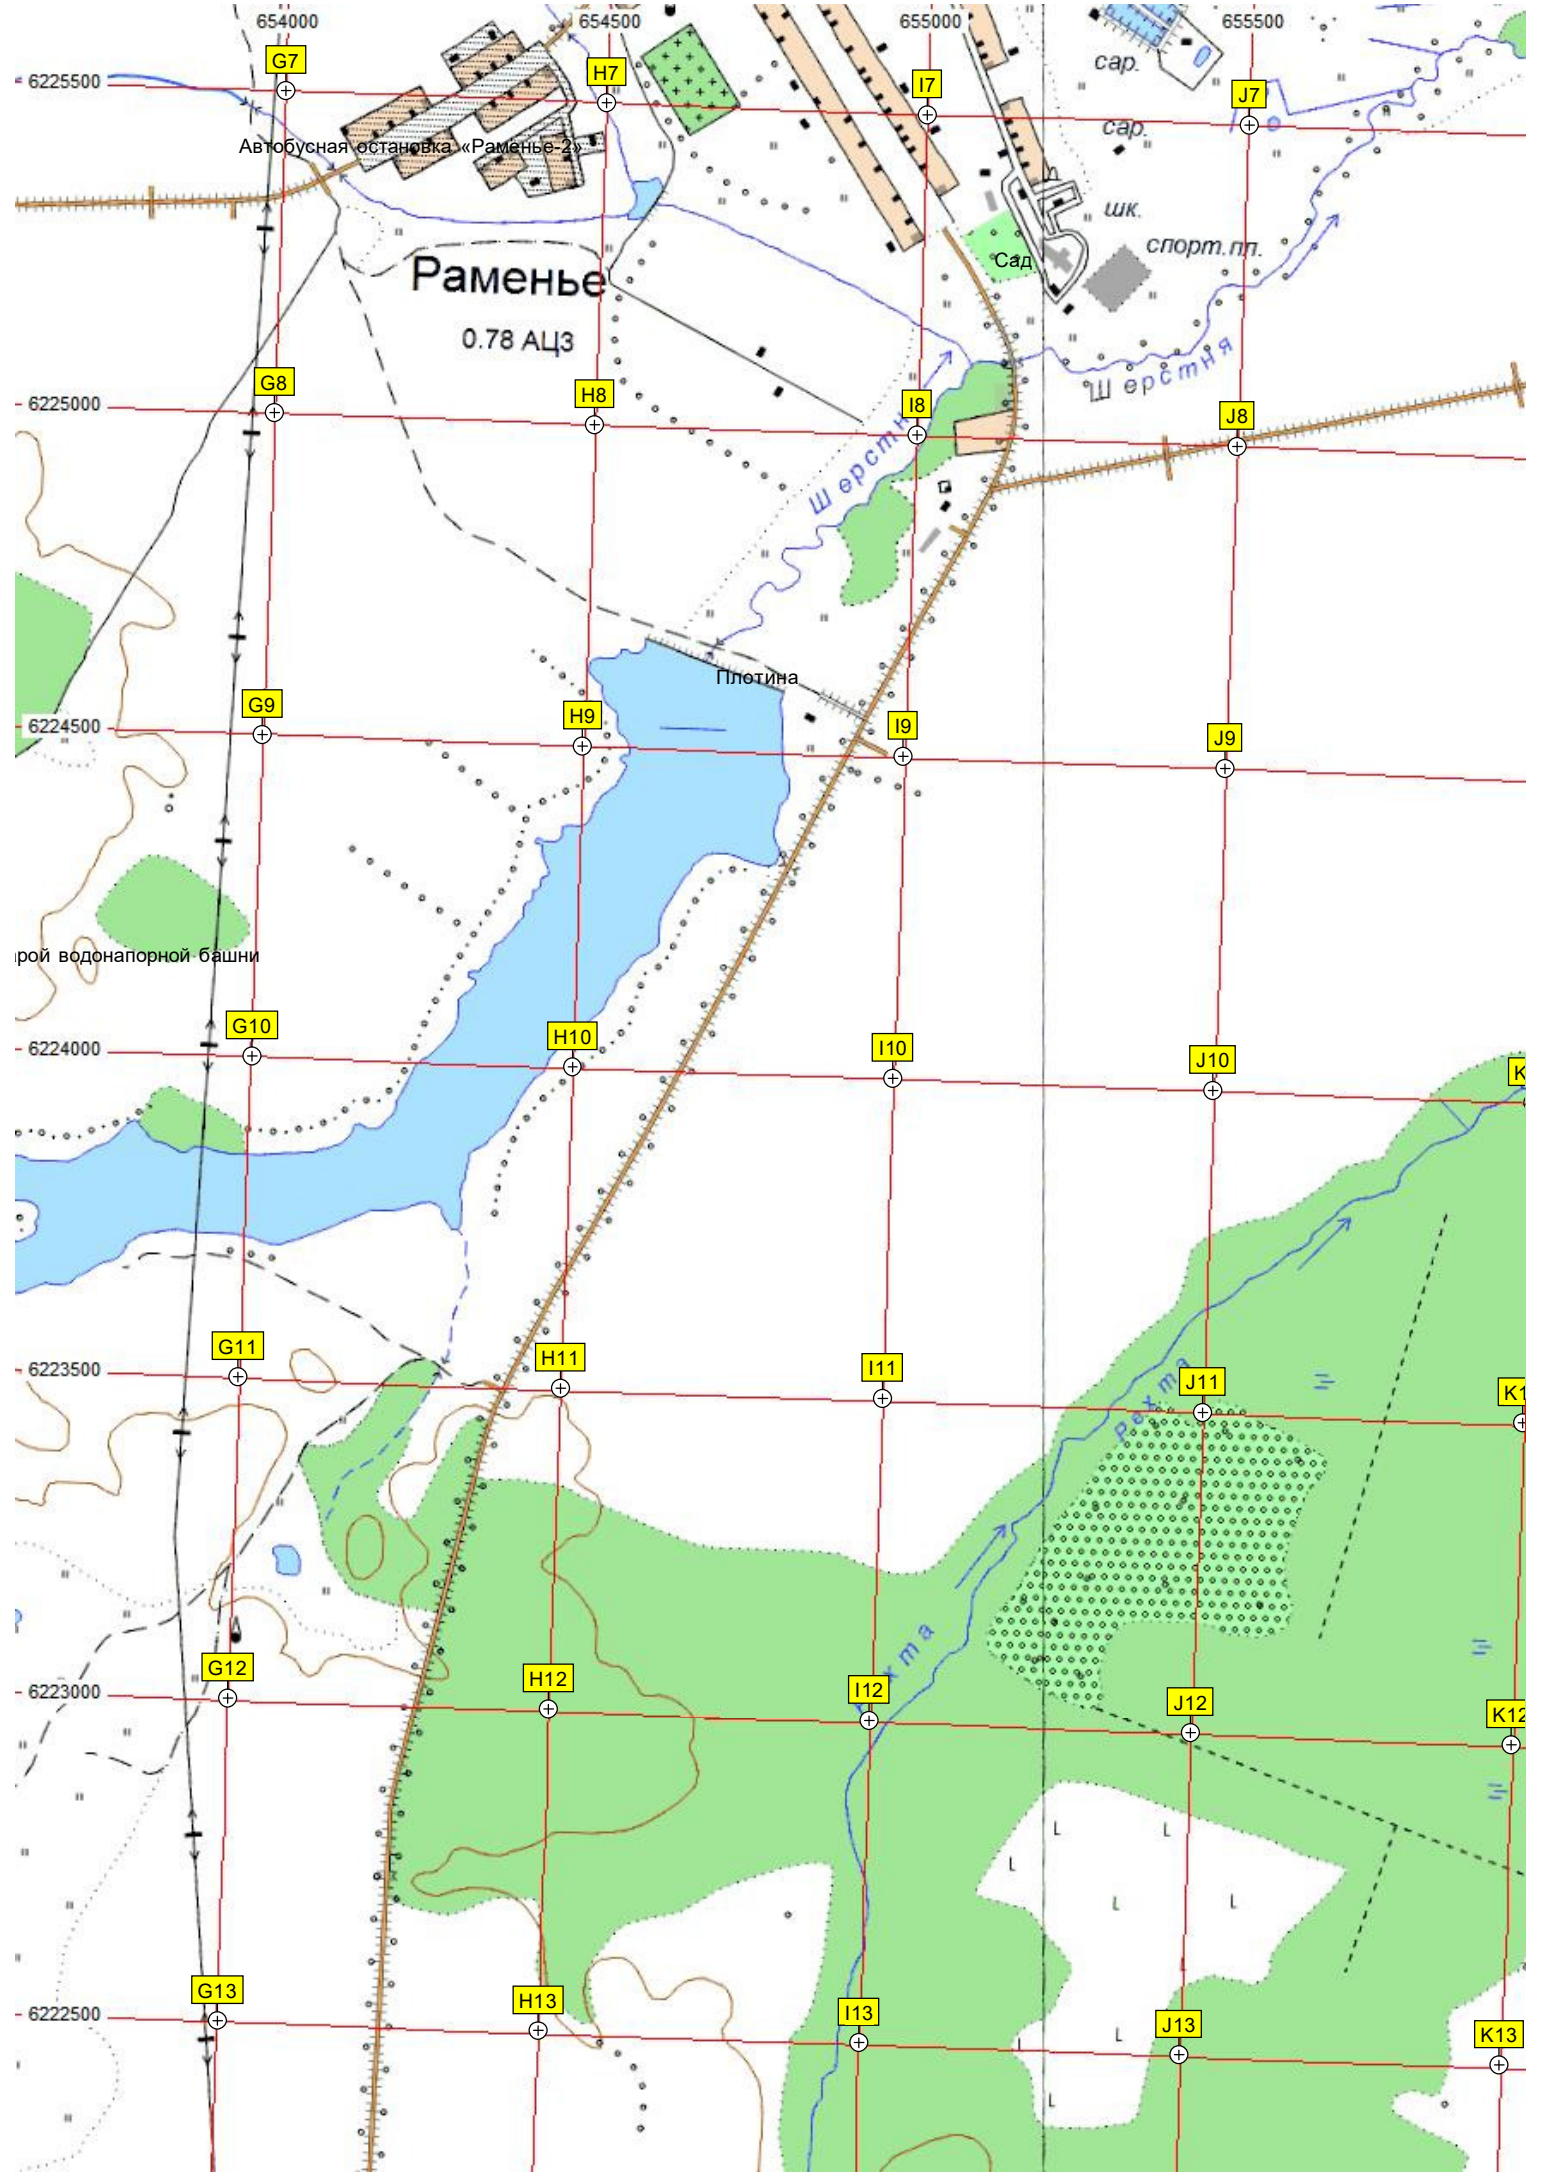 654000 654500 655000 655500
6225500
G7 H7 I7 J7
сар.
сар.
Автобусная остановка «Раменье-2»
шк.
спорт.пл.
Сад
Раменье
0.78 АЦЗ
Шерстня
6225000
G8 H8 I8 J8
Плотина
6224500
G9 H9 I9 J9
водонапорной башни
6224000
G10 H10 I10 J10
6223500
G11 H11 I11 J11
Рехта
6223000
G12 H12 I12 J12 K12
6222500
G13 H13 I13 J13 K13